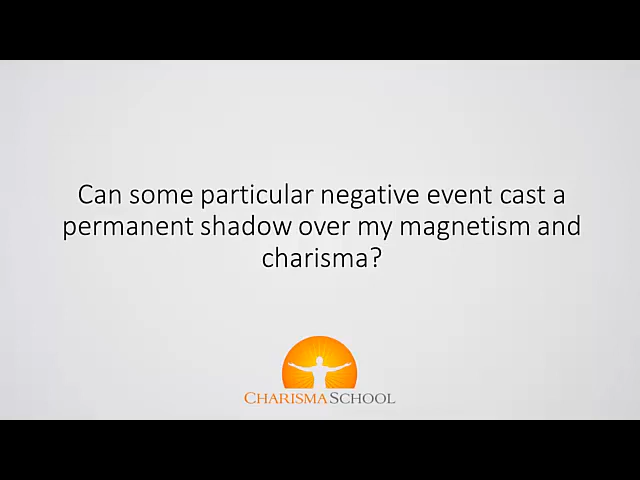 Can some particular negative event cast a
permanent shadow over my magnetism and
charisma?
CHARISMASCHOOL